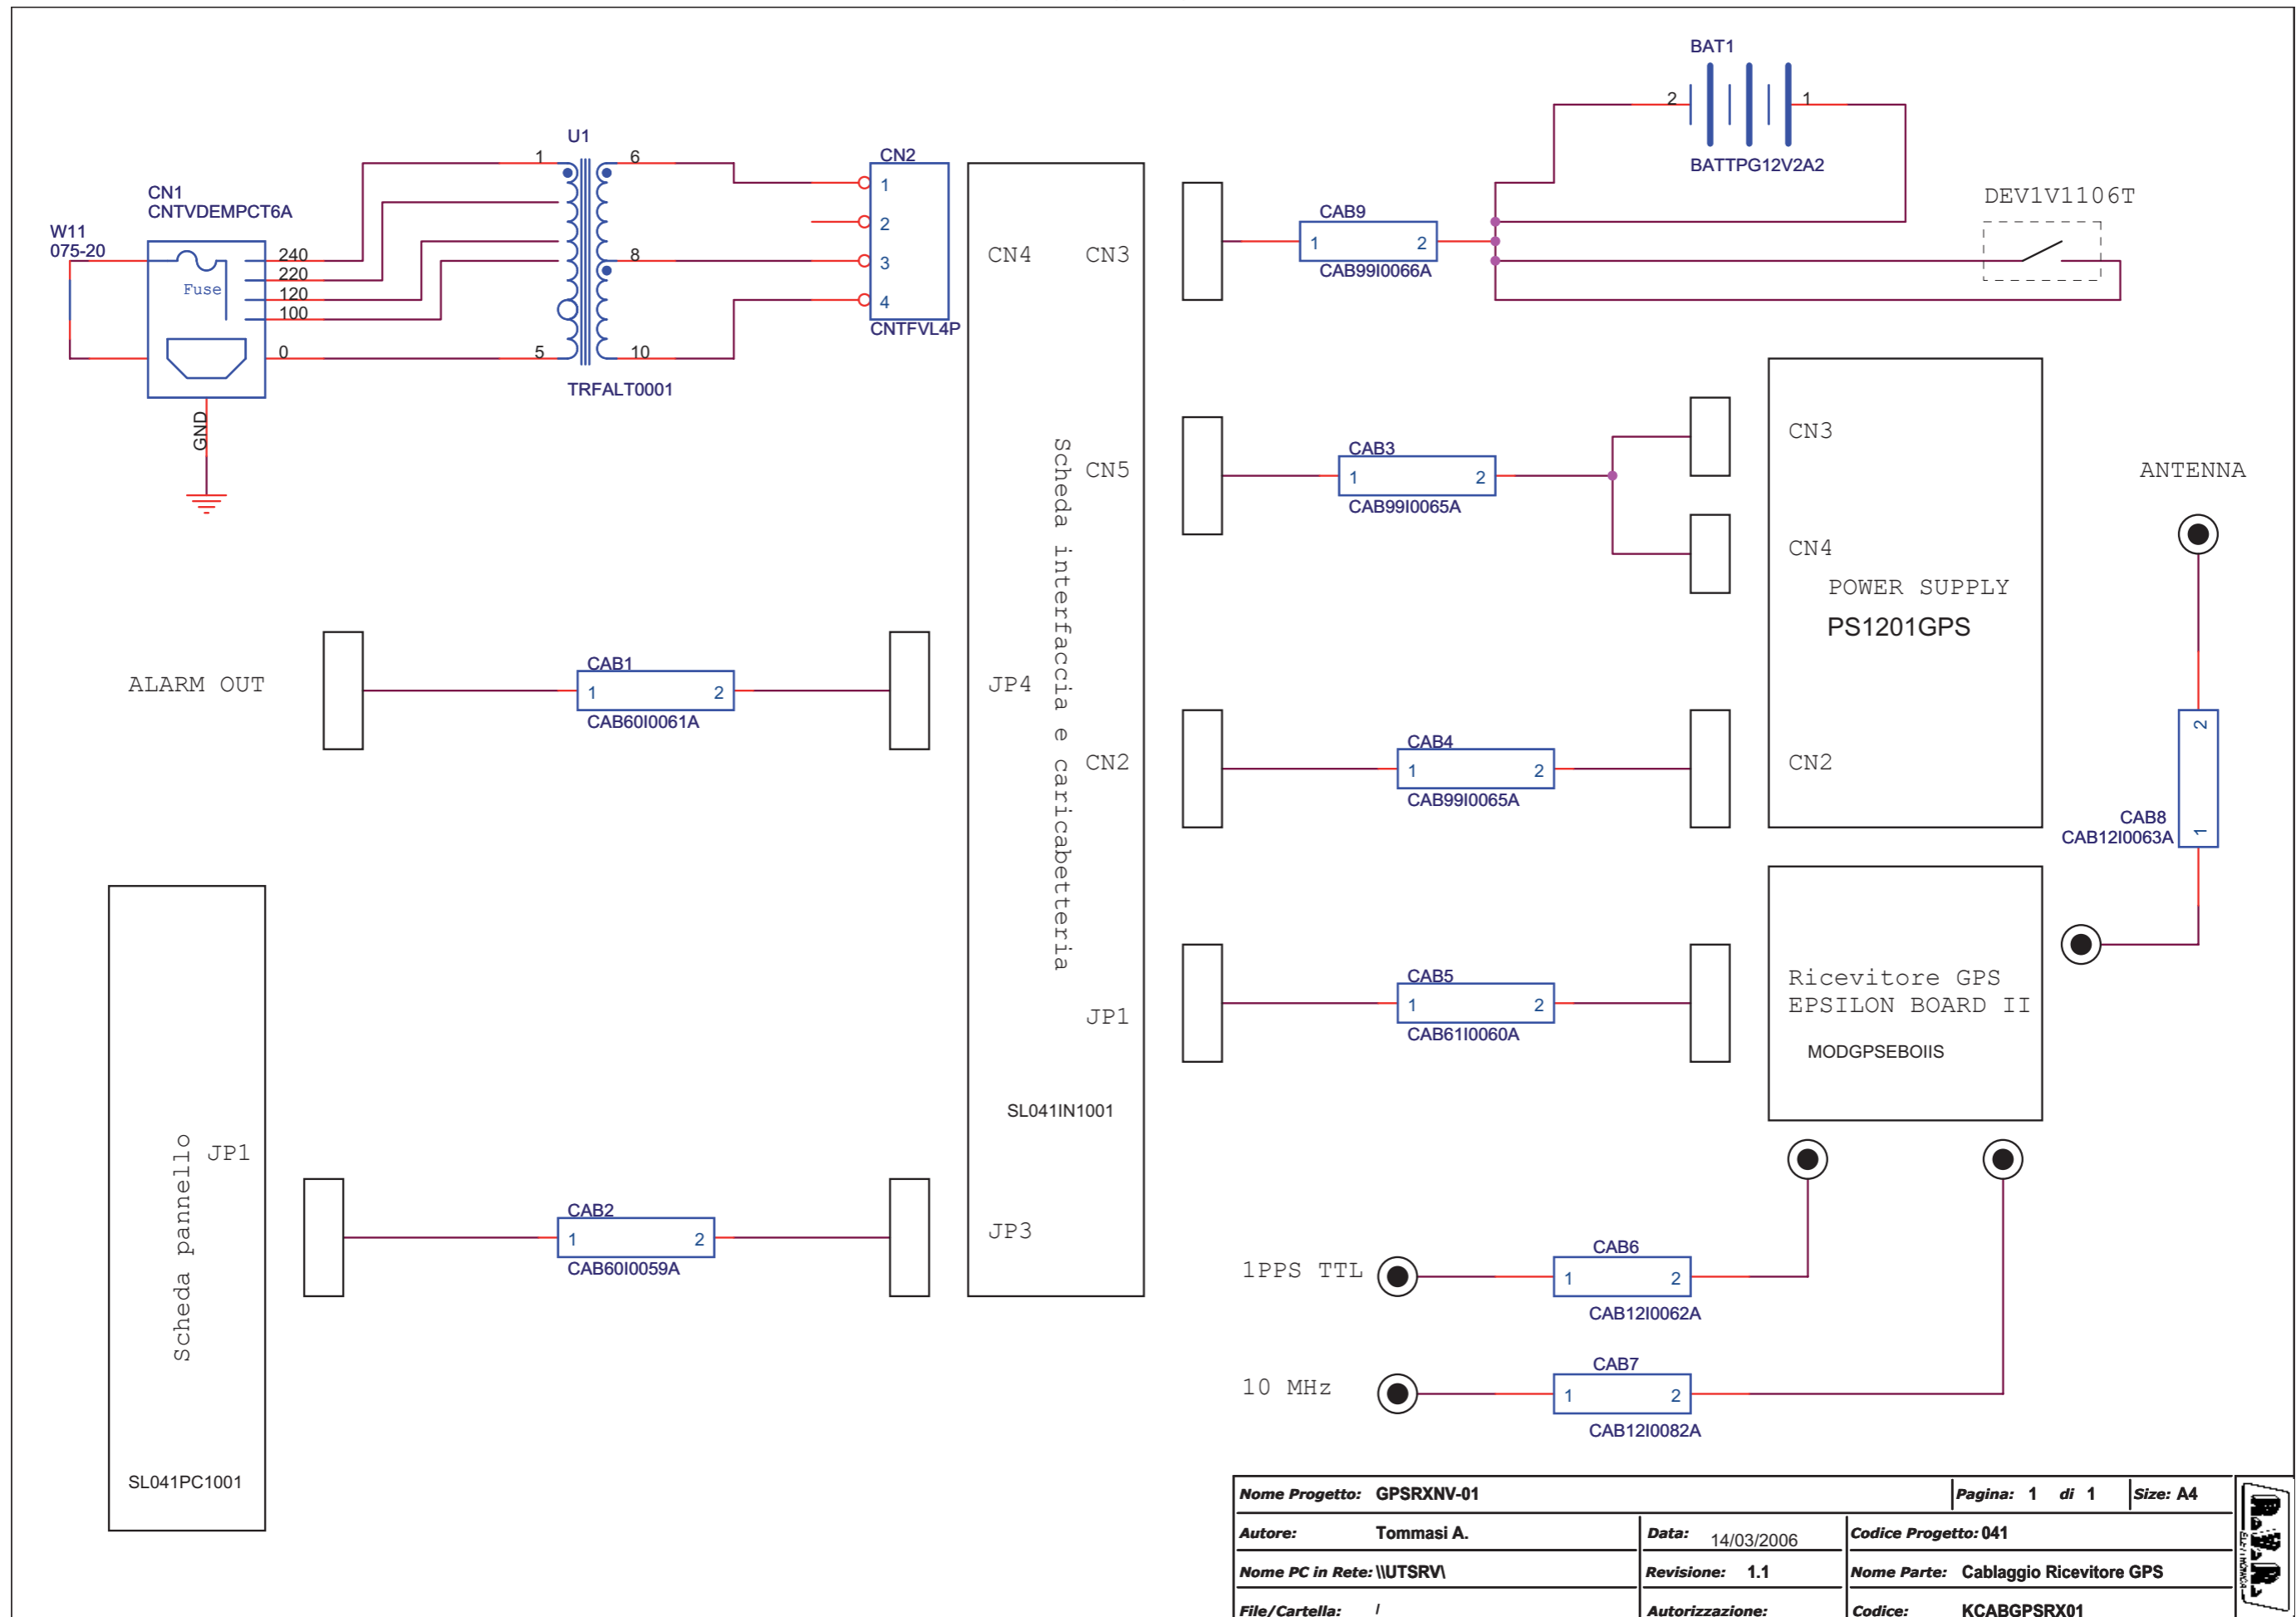 BAT1
2
1
BATTPG12V2A2
U1
1
6
CN2
CN1
CNTVDEMPCT6A
1
DEV1V1106T
W11
075-20
2
CAB9
240
8
3
CN4
CN3
1
2
220
Fuse
CAB99I0066A
120
4
100
CNTFVL4P
0
5
10
TRFALT0001
GND
CN3
Scheda interfaccia e caricabetteria
CAB3
CN5
1
2
ANTENNA
CAB99I0065A
CN4
POWER SUPPLY
PS1201GPS
CAB1
ALARM OUT
1
2
JP4
CAB60I0061A
2
CAB4
CN2
1
2
CN2
CAB99I0065A
CAB8
1
CAB12I0063A
CAB5
Ricevitore GPS
1
2
EPSILON BOARD II
JP1
CAB61I0060A
MODGPSEBOIIS
SL041IN1001
Scheda pannello
JP1
CAB2
1
2
JP3
CAB60I0059A
CAB6
1PPS TTL
1
2
CAB12I0062A
CAB7
10 MHz
1
2
CAB12I0082A
SL041PC1001
Nome Progetto: GPSRXNV-01 Pagina: 1 di 1 Size: A4
Autore: Tommasi A. Data: 14/03/2006 Codice Progetto: 041
Nome PC in Rete: \\UTSRV\ Revisione: 1.1 Nome Parte: Cablaggio Ricevitore GPS
File/Cartella: / Autorizzazione: Codice: KCABGPSRX01
R.V.R.